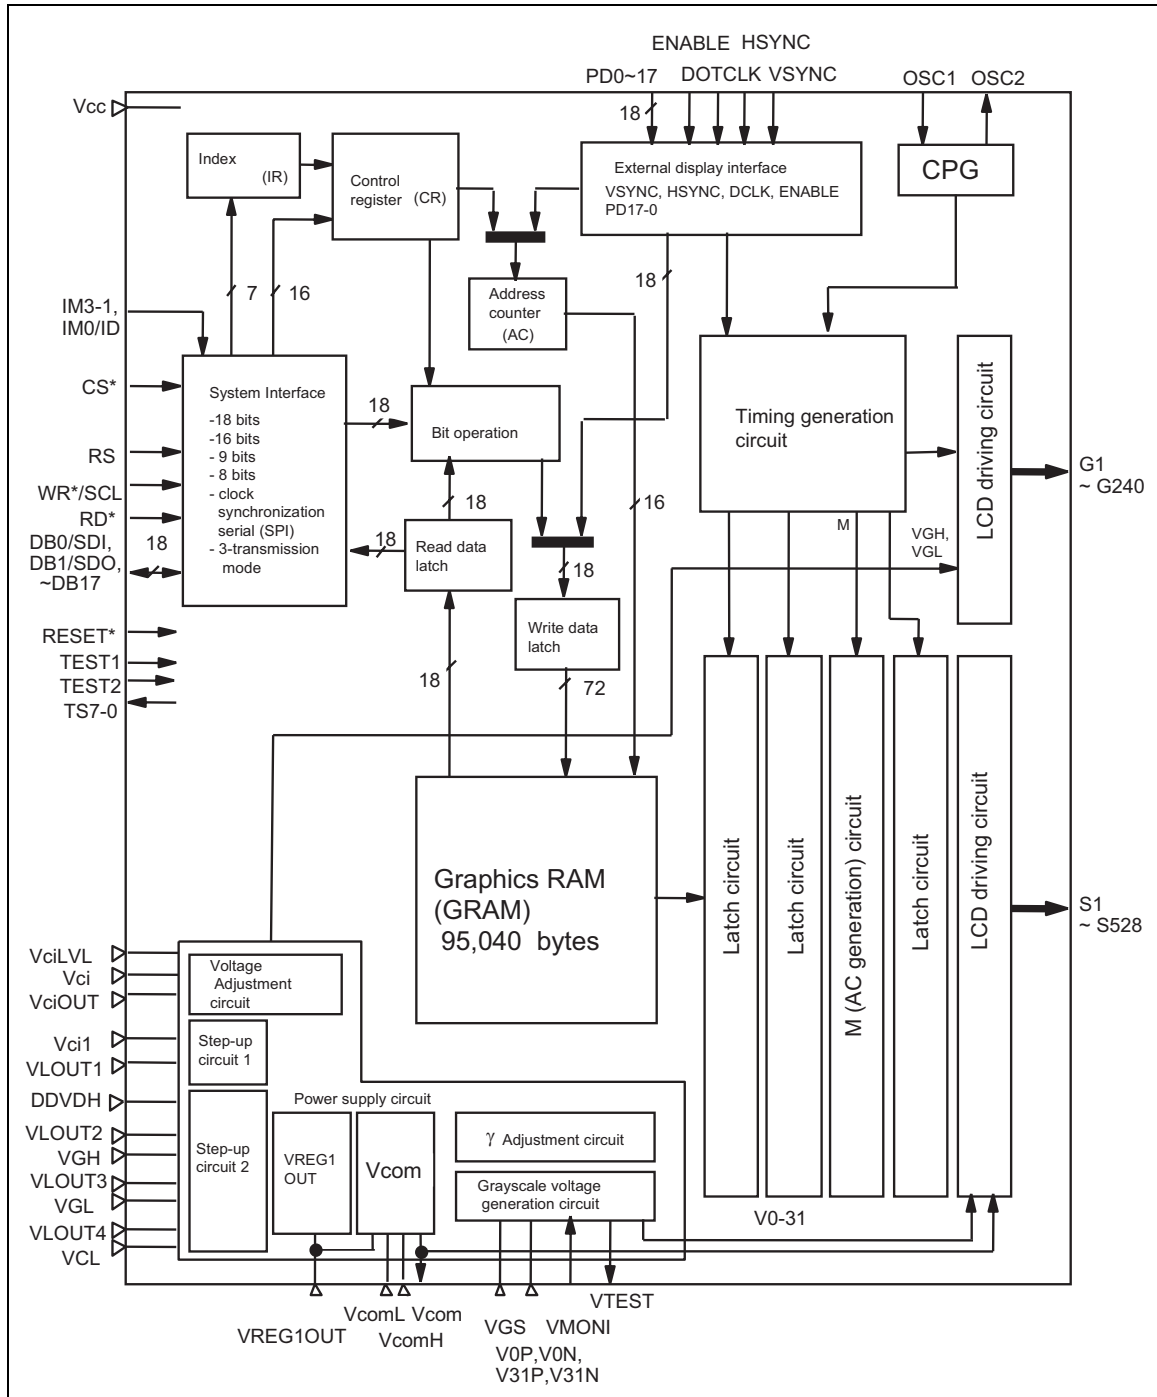 ENABLE HSYNC
PD0~17 DOTCLK VSYNC
OSC1 OSC2
18
Vcc
Index
(IR)
Control
register (CR)
External display interface
VSYNC, HSYNC, DCLK, ENABLE
PD17-0
CPG
18
7
16
Address
counter
(AC)
IM3-1,
IM0/ID
CS*
RS
WR*/SCL
RD*
DB0/SDI,
DB1/SDO,
~DB17
18
System Interface
-18 bits
-16 bits
- 9 bits
- 8 bits
- clock
synchronization
serial (SPI)
- 3-transmission
mode
18
Bit operation
18
18
Read data
latch
16
18
Write data
latch
72
18
Timing generation
circuit
M
VGH,
VGL
LCD driving circuit
G1
~ G240
RESET*
TEST1
TEST2
TS7-0
Graphics RAM
(GRAM)
95,040 bytes
Latch circuit
Latch circuit
M (AC generation) circuit
Latch circuit
LCD driving circuit
S1
~ S528
VciLVL
Vci
VciOUT
Vci1
VLOUT1
DDVDH
VLOUT2
VGH
VLOUT3
VGL
VLOUT4
VCL
Voltage
Adjustment
circuit
Step-up
circuit 1
Step-up
circuit 2
Power supply circuit
VREG1
OUT
Vcom
γ Adjustment circuit
Grayscale voltage
generation circuit
V0-31
VREG1OUT
VcomL Vcom
VcomH
VGS
VMONI
VTEST
V0P,V0N,
V31P,V31N